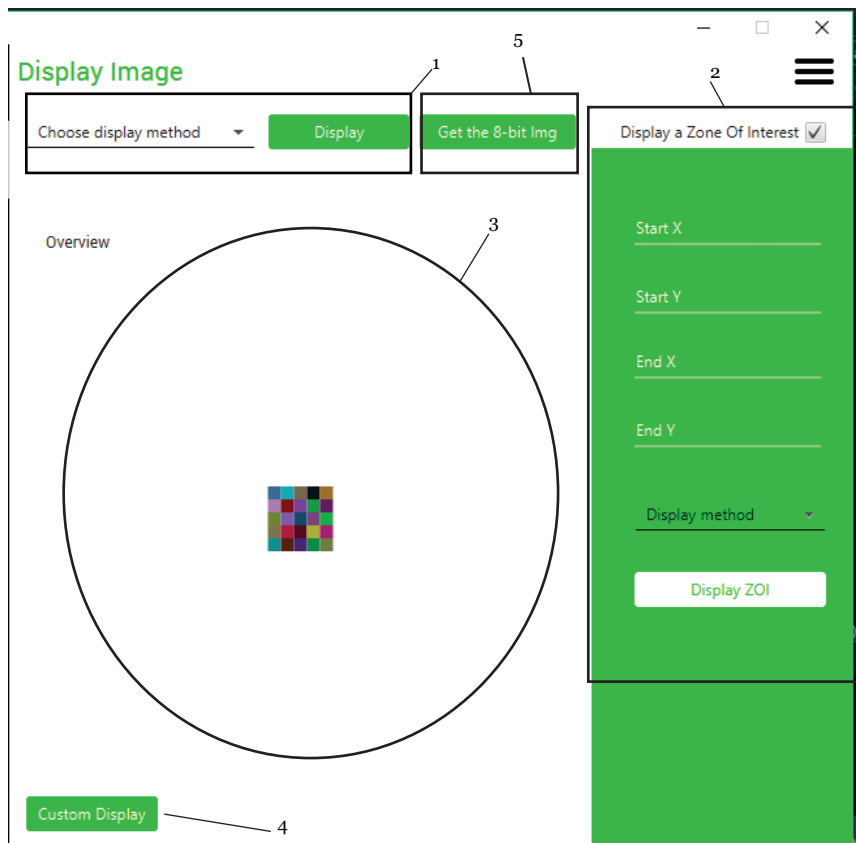 5
1
2
Display Image
Choose display method
Display
Get the 8-bit Img
Display a Zone Of Interest
3
Overview
Start X
Start Y
End X
End Y
Display method
Display ZOI
Custom Display
4